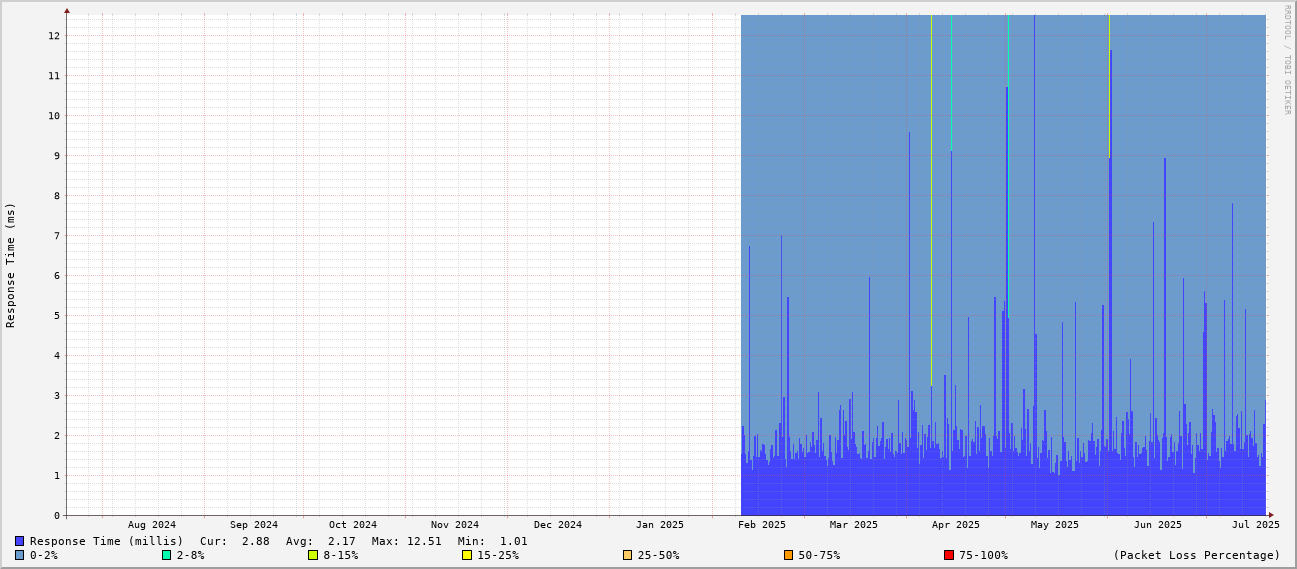 RRDTOOL / TOBI OETIKER
Response Time (ms)
12
11
10
9
8
7
6
5
4
3
2
1
0
Aug 2024 Sep 2024 Oct 2024 Nov 2024 Dec 2024 Jan 2025 Feb 2025 Mar 2025 Apr 2025 May 2025 Jun 2025 Jul 2025
Response Time (millis) Cur: 2.88 Avg: 2.17 Max: 12.51 Min: 1.01
0-2% 2-8% 8-15% 15-25% 25-50% 50-75% 75-100% (Packet Loss Percentage)